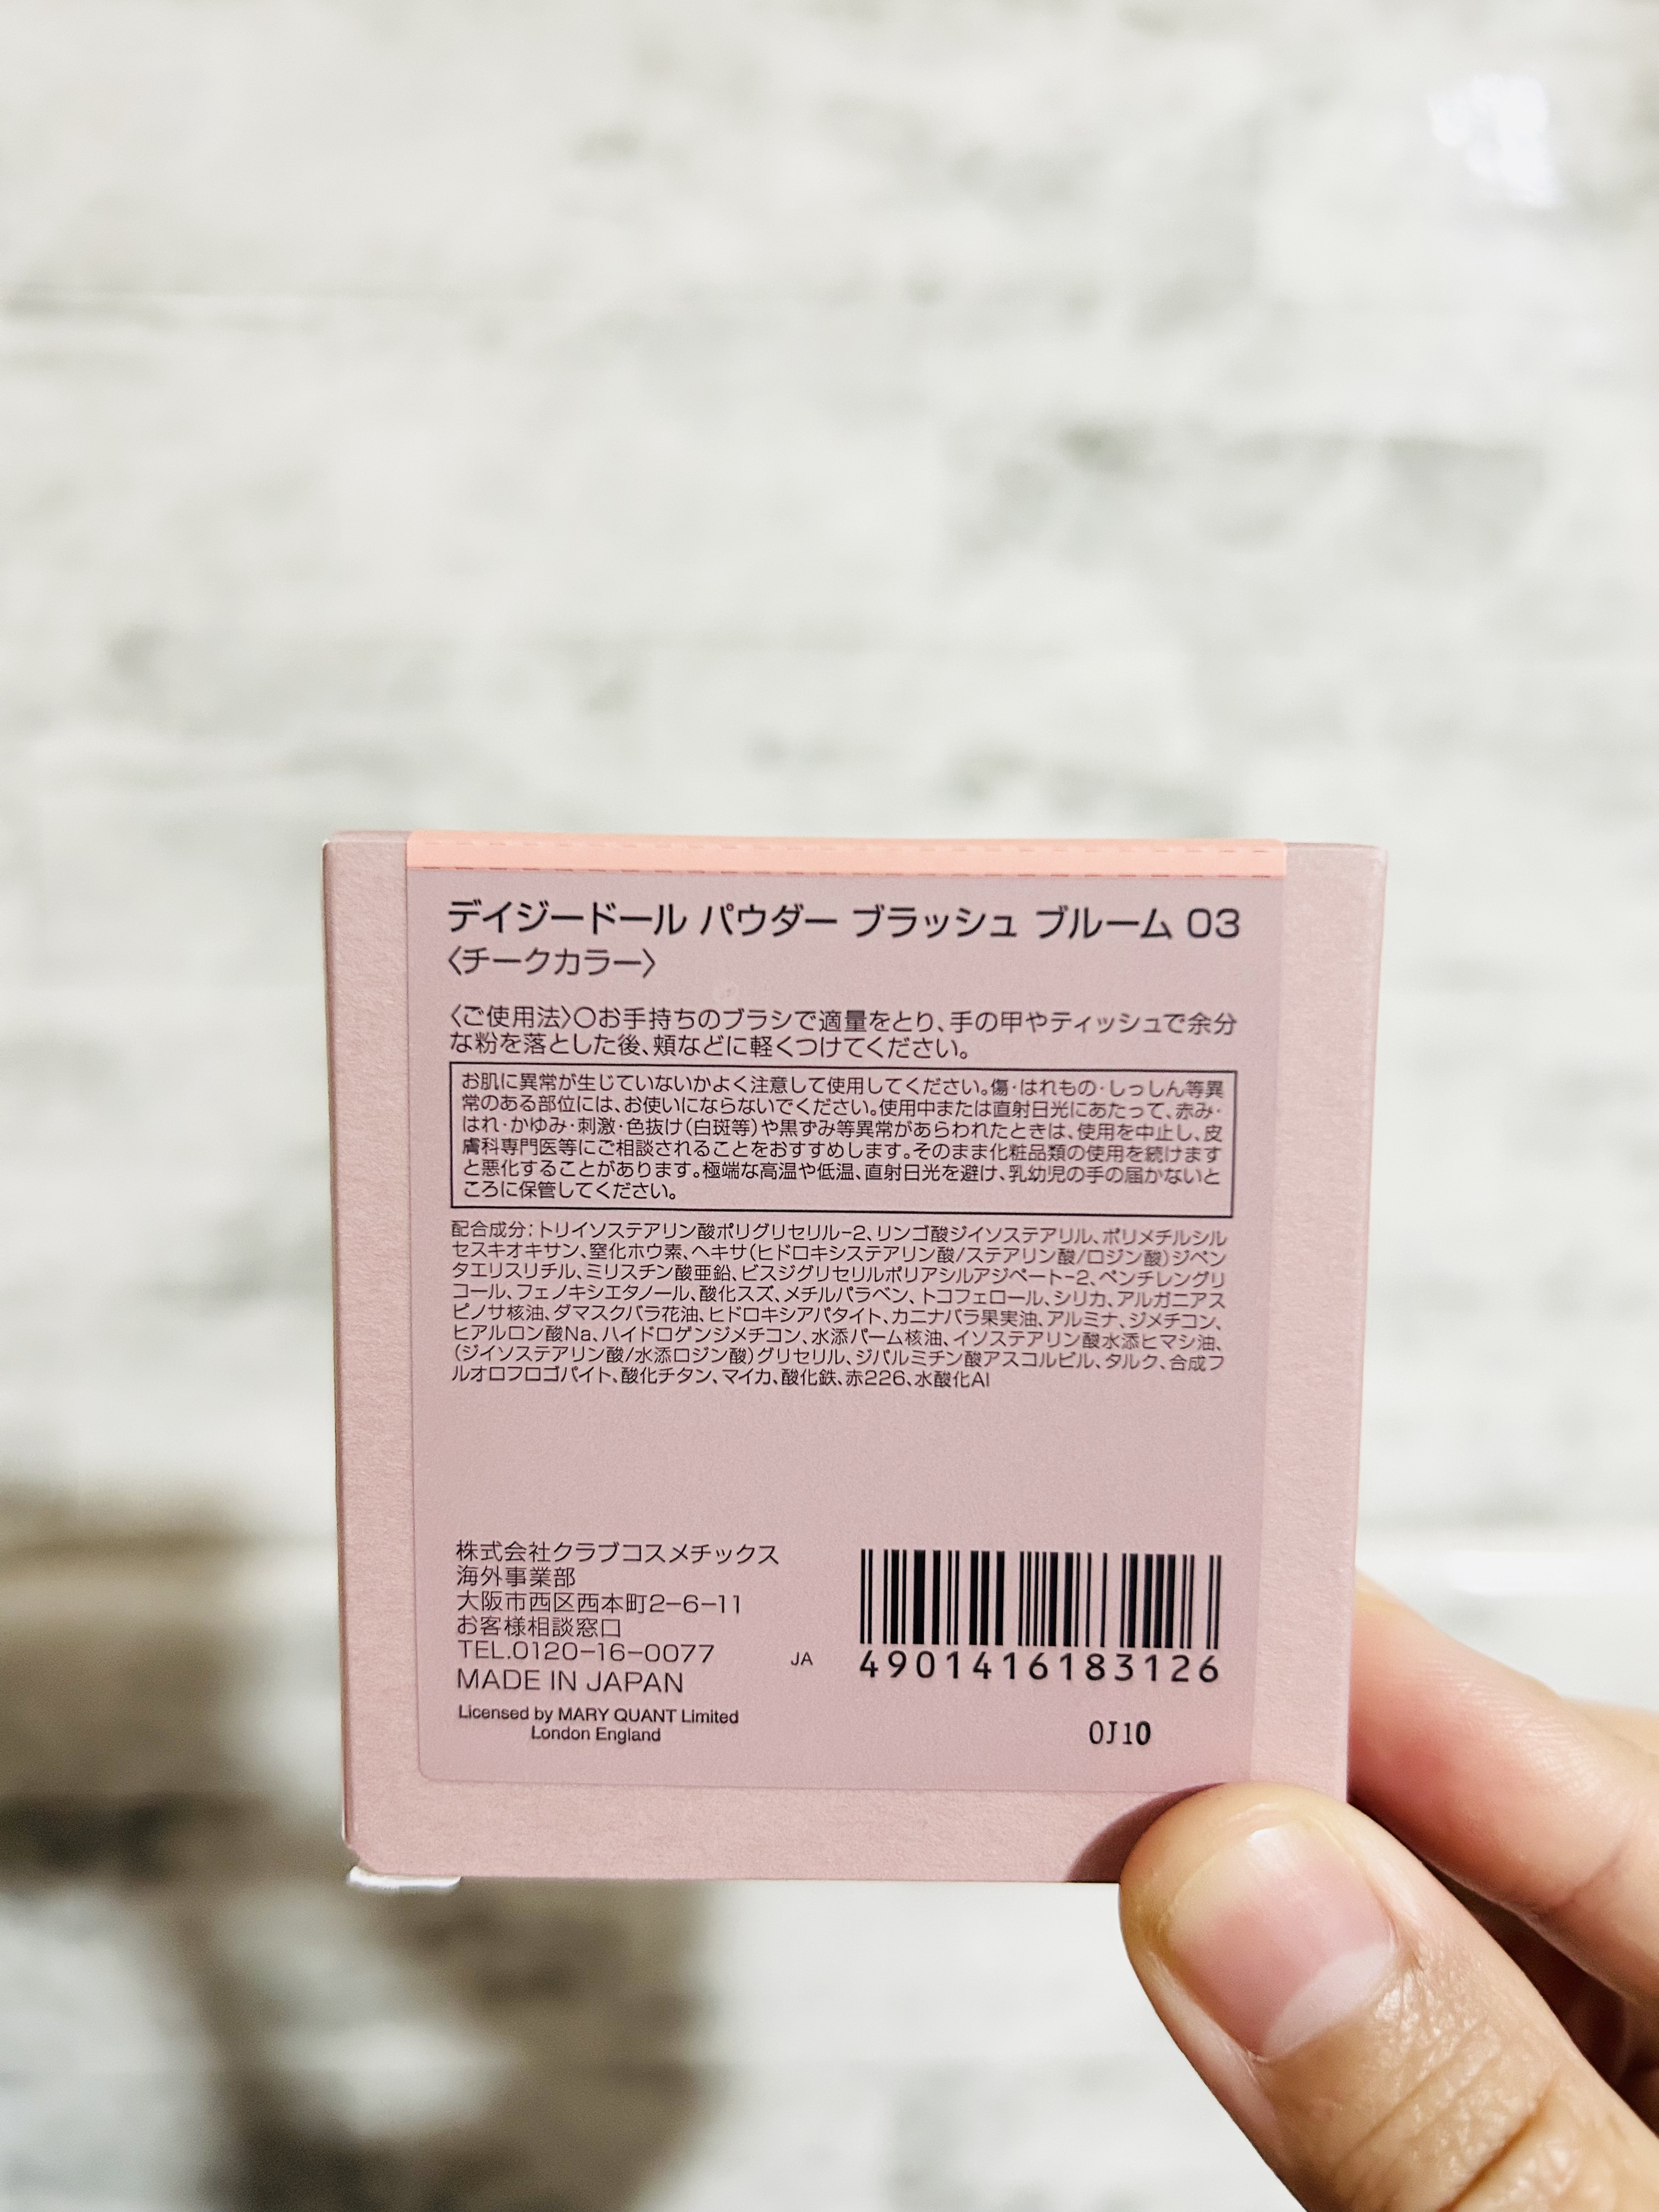 デイジードール パウダー ブラッシュ ブルーム 03
〈チークカラー〉
〈ご使用法〉○お手持ちのブラシで適量をとり、手の甲やティッシュで余分
な粉を落とした後、頬などに軽くつけてください。
お肌に異常が生じていないかよく注意して使用してください。傷・はれもの・しっしん等異
常のある部位には、お使いにならないでください。使用中または直射日光にあたって、赤み・
はれ・かゆみ・刺激・色抜け(白斑等)や黒ずみ等異常があらわれたときは、使用を中止し、皮
膚科専門医等にご相談されることをおすすめします。そのまま化粧品類の使用を続けます
と悪化することがあります。極端な高温や低温、直射日光を避け、乳幼児の手の届かないと
ころに保管してください。
配合成分:トリイソステアリン酸ポリグリセリル-2、リンゴ酸ジイソステアリル、ポリメチルシル
セスキオキサン、窒化ホウ素、ヘキサ(ヒドロキシステアリン酸/ステアリン酸/ロジン酸)ジペン
タエリスリチル、ミリスチン酸亜鉛、ビスジグリセリルポリアシルアジペート-2、ペンチレングリ
コール、フェノキシエタノール、酸化スズ、メチルパラベン、トコフェロール、シリカ、アルガニアス
ピノサ核油、ダマスクバラ花油、ヒドロキシアパタイト、カニナバラ果実油、アルミナ、ジメチコン、
ヒアルロン酸Na、ハイドロゲンジメチコン、水添パーム核油、イソステアリン酸水添ヒマシ油、
(ジイソステアリン酸/水添ロジン酸)グリセリル、ジパルミチン酸アスコルビル、タルク、合成フ
ルオロフロゴパイト、酸化チタン、マイカ、酸化鉄、赤226、水酸化Al
株式会社クラブコスメチックス
海外事業部
大阪市西区西本町2-6-11
お客様相談窓口
TEL.0120-16-0077
JA
MADE IN JAPAN
Licensed by MARY QUANT Limited
London England
4901416183126
0J10